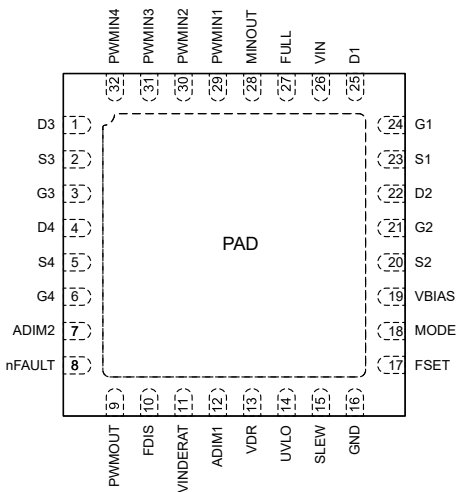 PWMIN4
PWMIN3
PWMIN2
PWMIN1
MINOUT
FULL
VIN
D1
32
31
30
29
28
27
26
25
D3 1
S3 2
G3 3
D4 4
S4 5
G4 6
ADIM2 7
nFAULT 8
PAD
24 G1
23 S1
22 D2
21 G2
20 S2
19 VBIAS
18 MODE
17 FSET
9
10
11
12
13
14
15
16
PWMOUT
FDIS
VINDERAT
ADIM1
VDR
UVLO
SLEW
GND